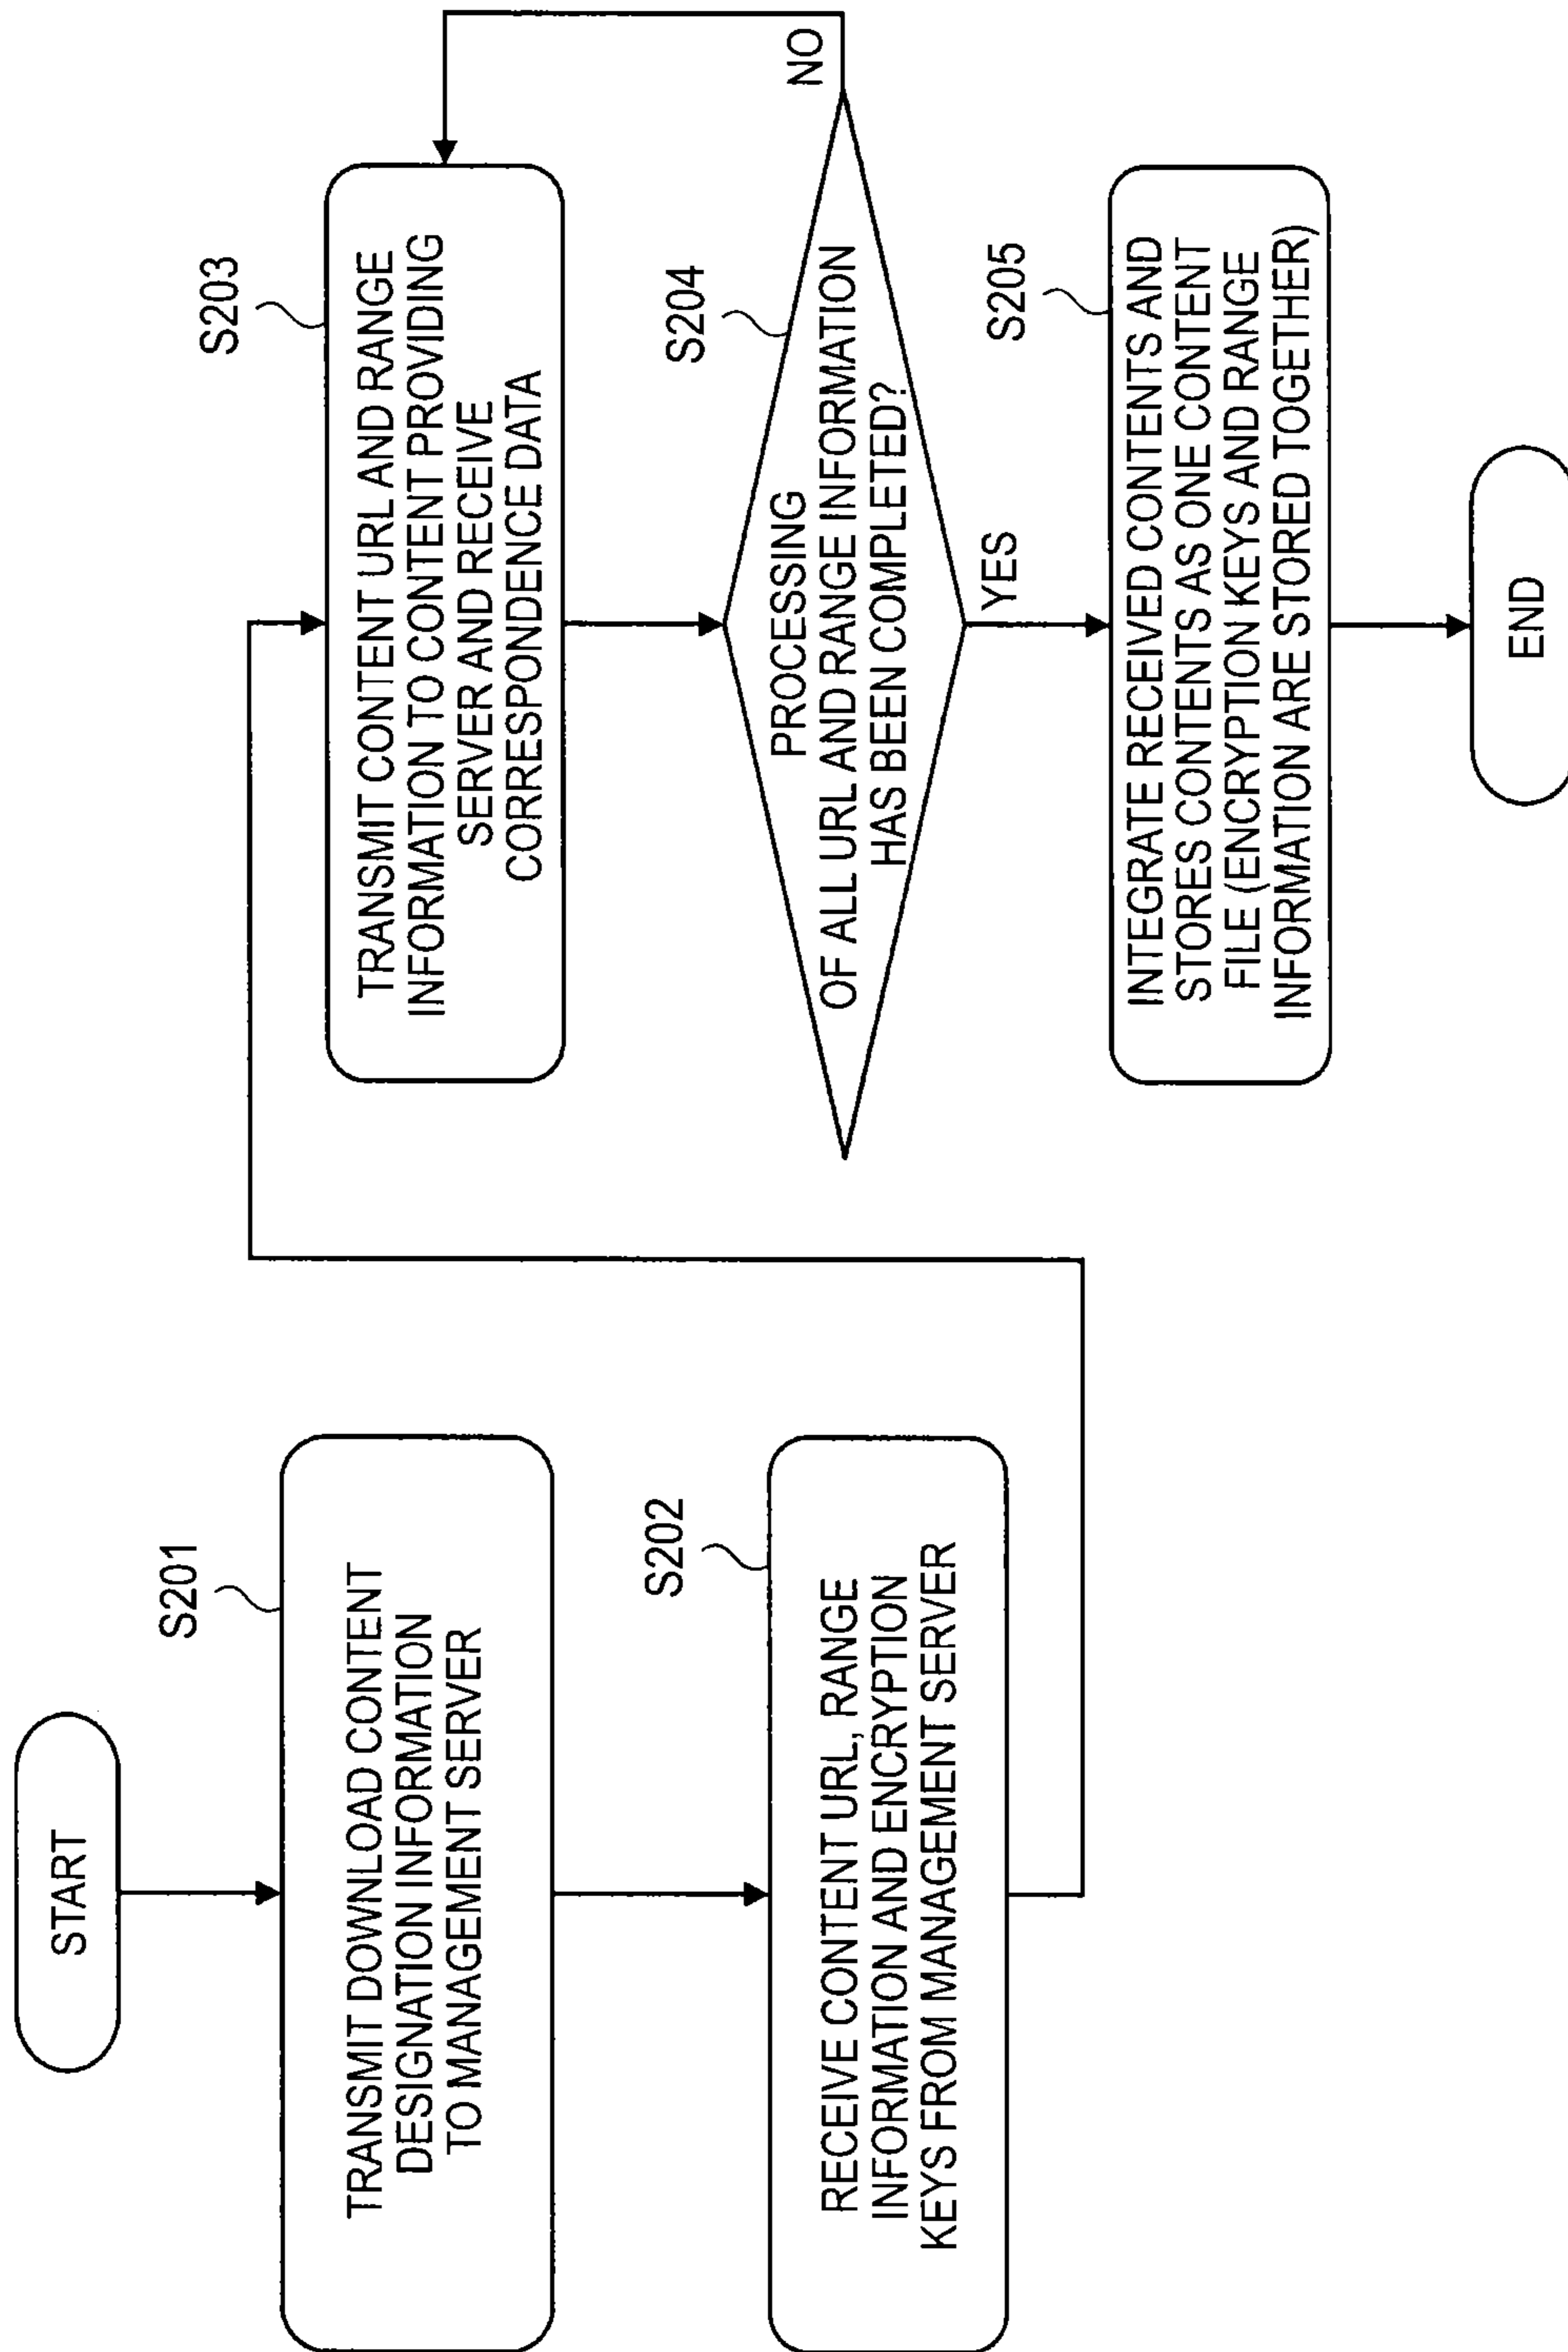 START
S201
TRANSMIT DOWNLOAD CONTENT
DESIGNATION INFORMATION
TO MANAGEMENT SERVER
S202
RECEIVE CONTENT URL, RANGE
INFORMATION AND ENCRYPTION
KEYS FROM MANAGEMENT SERVER
S203
TRANSMIT CONTENT URL AND RANGE
INFORMATION TO CONTENT PROVIDING
SERVER AND RECEIVE
CORRESPONDENCE DATA
S204
PROCESSING
OF ALL URL AND RANGE INFORMATION
HAS BEEN COMPLETED?
NO
YES
S205
INTEGRATE RECEIVED CONTENTS AND
STORES CONTENTS AS ONE CONTENT
FILE (ENCRYPTION KEYS AND RANGE
INFORMATION ARE STORED TOGETHER)
END